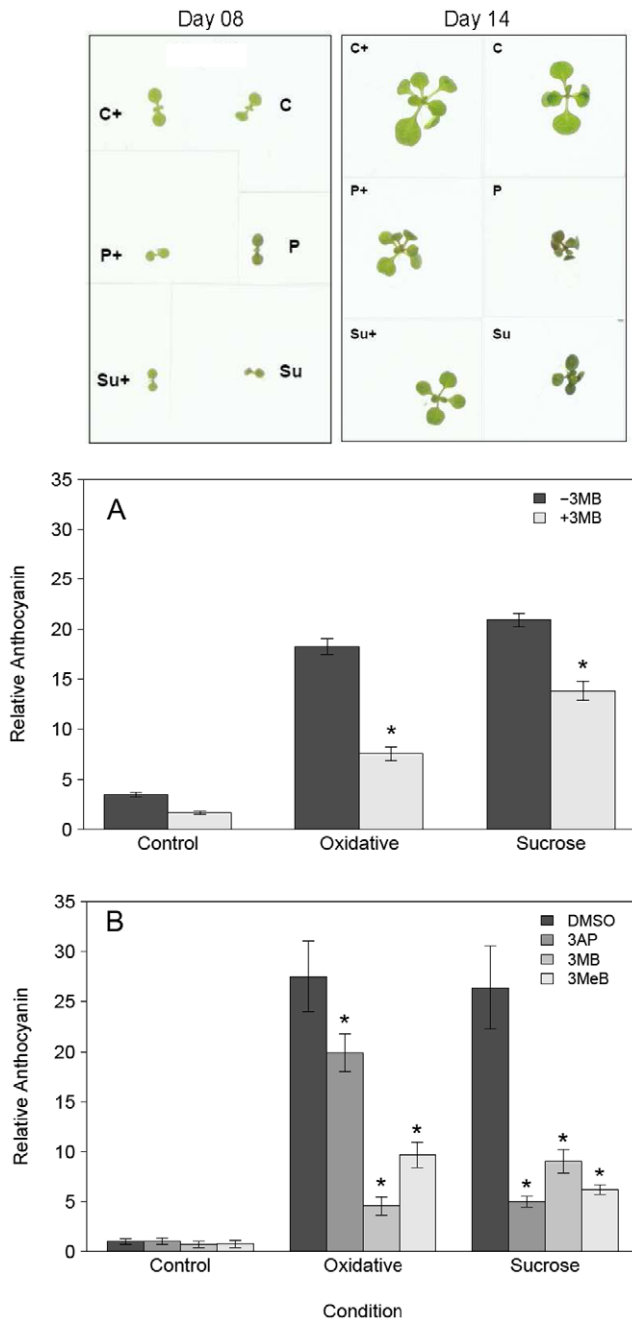 Day 08
Day 14
C+
C
P+
P
Su+
Su
C+
C
P+
P
Su+
Su
A
35
30
25
20
15
10
5
0
Relative Anthocyanin
−3MB
+3MB
*
*
Control
Oxidative
Sucrose
B
35
30
25
20
15
10
5
0
Relative Anthocyanin
DMSO
3AP
3MB
3MeB
*
*
*
*
*
*
Control
Oxidative
Sucrose
Condition